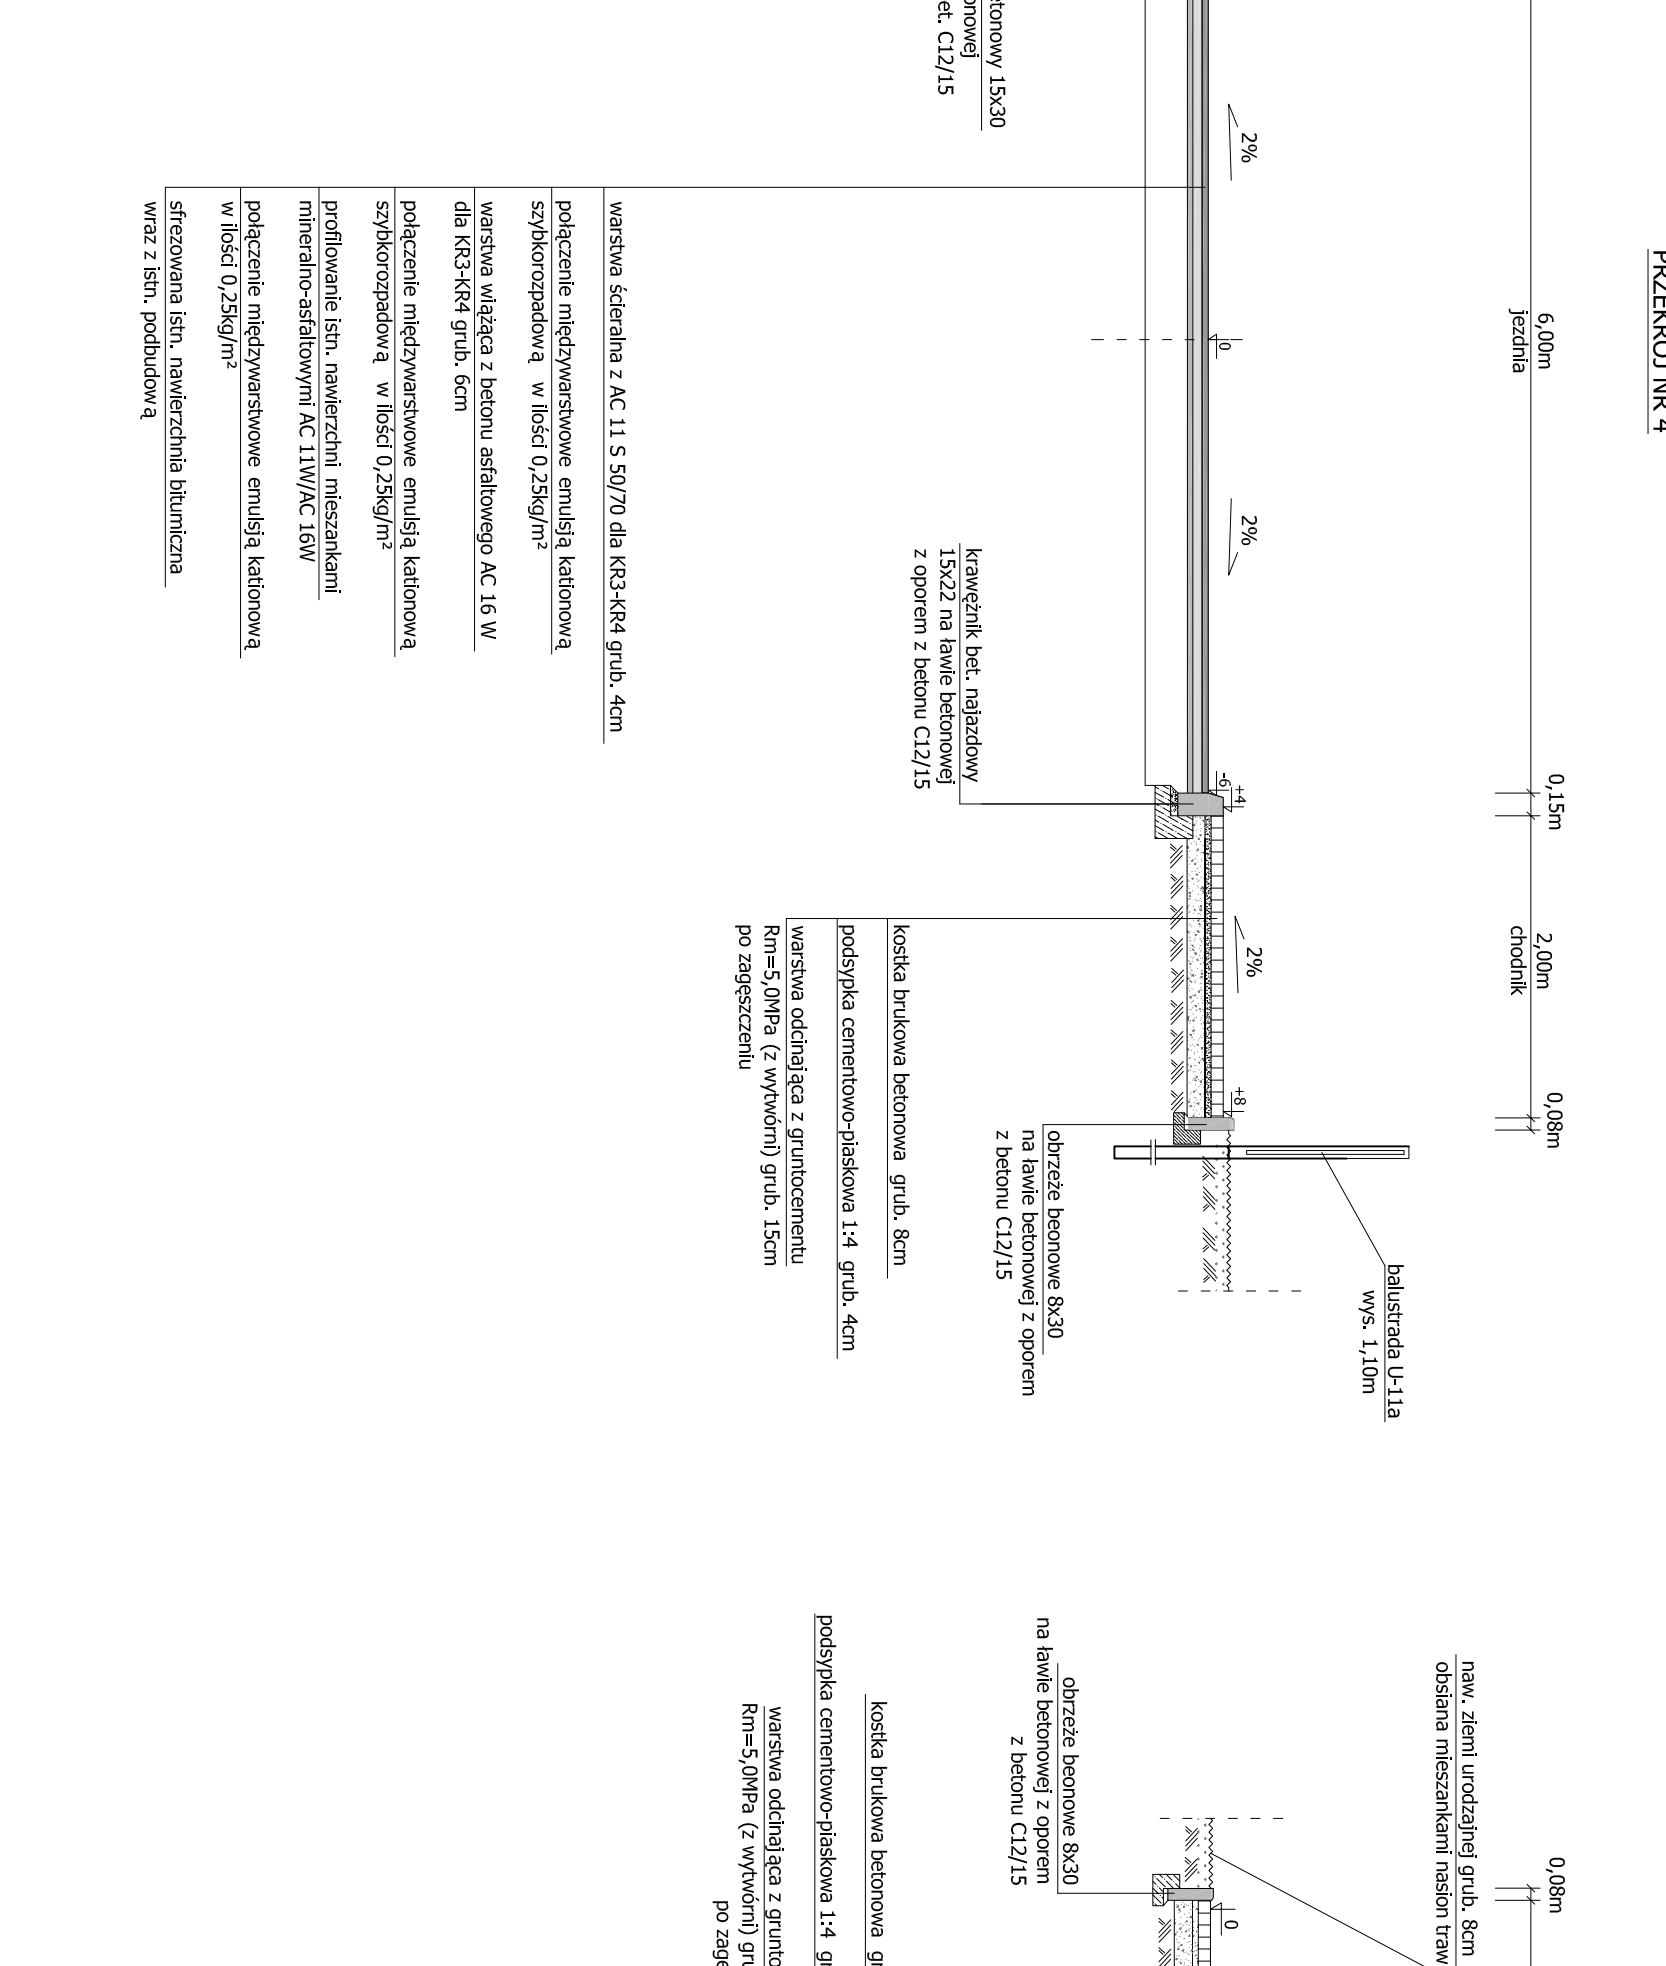 PRZEKRÓJ NR 4
6,00m
jezdnia
0,15m
2,00m
chodnik
0,08m
balustrada U-11a
wys. 1,10m
2%
0
2%
-6
+4
2%
+8
etonowy 15x30
onowej
et. C12/15
krawężnik bet. najazdowy
15x22 na ławie betonowej
z oporem z betonu C12/15
obrzeże beonowe 8x30
na ławie betonowej z oporem
z betonu C12/15
kostka brukowa betonowa grub. 8cm
podsypka cementowo-piaskowa 1:4 grub. 4cm
warstwa odcinająca z gruntocementu
Rm=5,0MPa (z wytwórni) grub. 15cm
po zagęszczeniu
warstwa ścieralna z AC 11 S 50/70 dla KR3-KR4 grub. 4cm
połączenie międzywarstwowe emulsją kationową
szybkorozpadową w ilości 0,25kg/m²
warstwa wiążąca z betonu asfaltowego AC 16 W
dla KR3-KR4 grub. 6cm
połączenie międzywarstwowe emulsją kationową
szybkorozpadową w ilości 0,25kg/m²
profilowanie istn. nawierzchni mieszankami
mineralno-asfaltowymi AC 11W/AC 16W
połączenie międzywarstwowe emulsją kationową
w ilości 0,25kg/m²
sfrezowana istn. nawierzchnia bitumiczna
wraz z istn. podbudową
0,08m
naw. ziemi urodzajnej grub. 8cm
obsiana mieszankami nasion traw
0
obrzeże beonowe 8x30
na ławie betonowej z oporem
z betonu C12/15
kostka brukowa betonowa gr
podsypka cementowo-piaskowa 1:4 gr
warstwa odcinająca z grunto
Rm=5,0MPa (z wytwórni) gru
po zagę